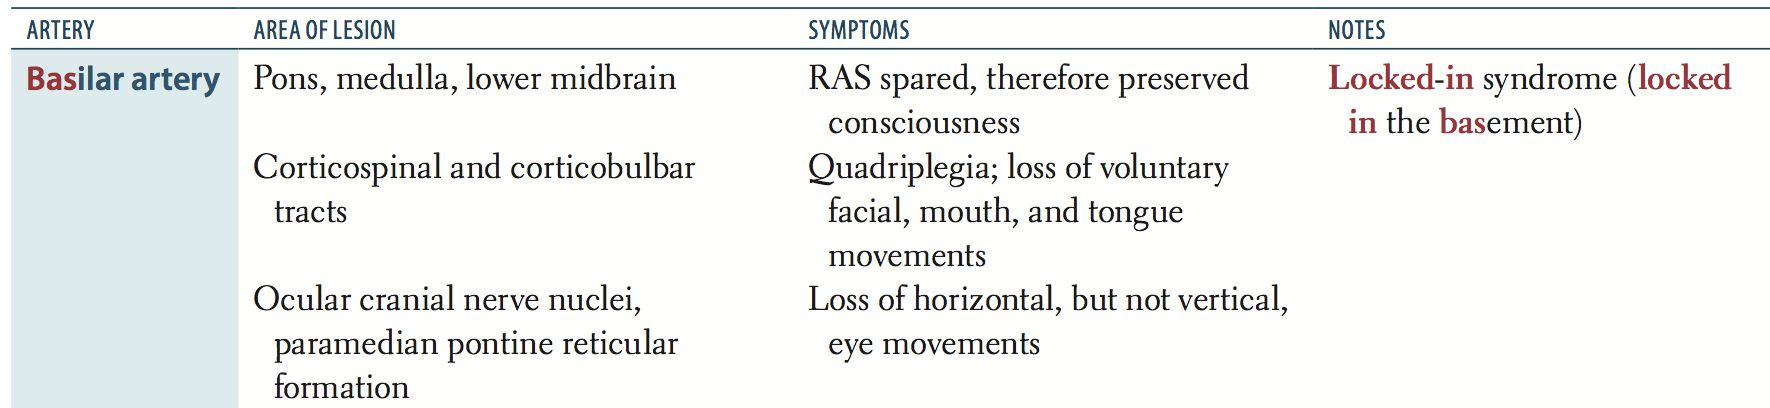 ARTERY AREA OF LESION SYMPTOMS NOTES
Basilar artery Pons, medulla, lower midbrain RAS spared, therefore preserved Locked-in syndrome (locked
consciousness in the basement)
Corticospinal and corticobulbar Quadriplegia; loss of voluntary
tracts facial, mouth, and tongue
movements
Ocular cranial nerve nuclei, Loss of horizontal, but not vertical,
paramedian pontine reticular eye movements
formation